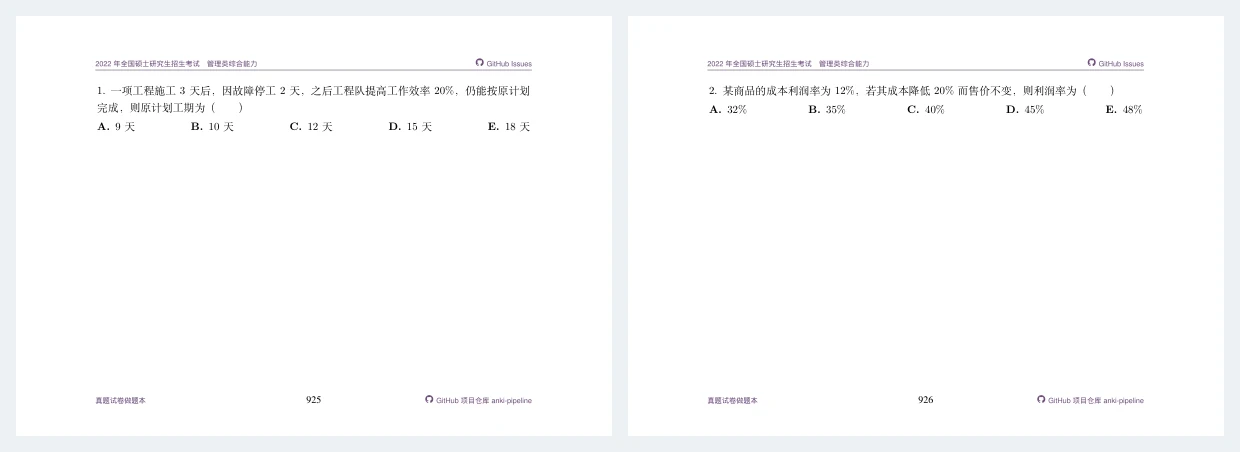 2022 年全国硕士研究生招生考试 管理类综合能力 GitHub Issues
1. 一项工程施工 3 天后，因故障停工 2 天，之后工程队提高工作效率 20%，仍能按原计划
完成，则原计划工期为（ ）
A. 9 天 B. 10 天 C. 12 天 D. 15 天 E. 18 天
真题试卷做题本 925 GitHub 项目仓库 anki-pipeline
2022 年全国硕士研究生招生考试 管理类综合能力 GitHub Issues
2. 某商品的成本利润率为 12%，若其成本降低 20% 而售价不变，则利润率为（ ）
A. 32% B. 35% C. 40% D. 45% E. 48%
真题试卷做题本 926 GitHub 项目仓库 anki-pipeline